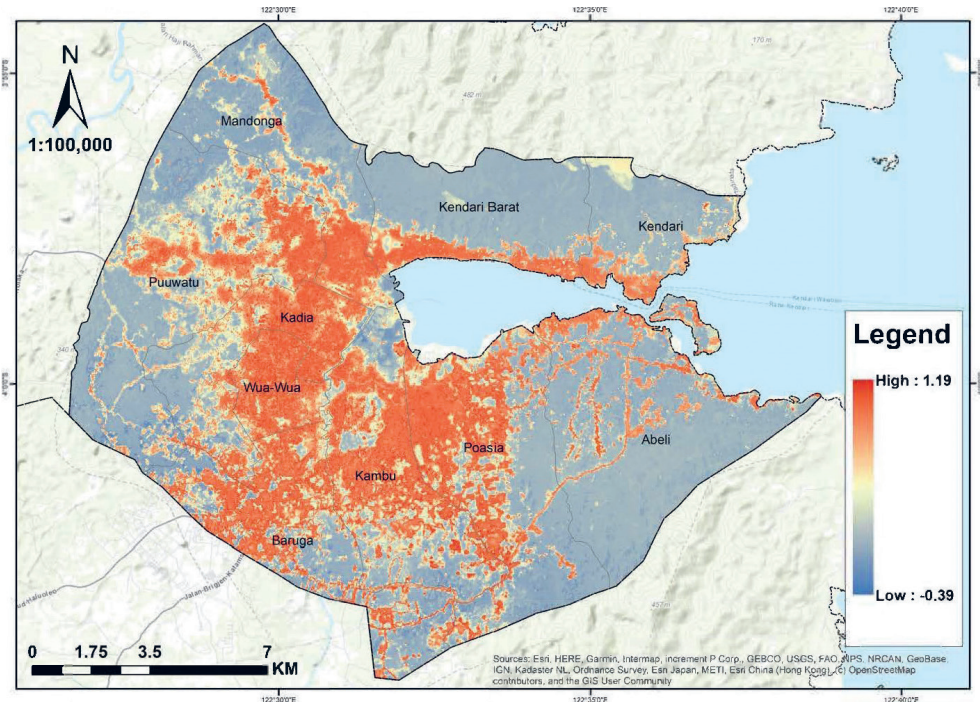 122°30'0"E
122°35'0"E
122°40'0"E
N
1:100,000
170 m
482 m
Mandonga
Kendari Barat
Kendari
Puuwatu
Kadia
Wua-Wua
340 m
Abeli
Poasia
Kambu
Baruga
457 m
Legend
High : 1.19
Low : -0.39
0 1.75 3.5 7
KM
Sources: Esri, HERE, Garmin, Intermap, increment P Corp., GEBCO, USGS, FAO, NPS, NRCAN, GeoBase,
IGN, Kadaster NL, Ordnance Survey, Esri Japan, METI, Esri China (Hong Kong), (c) OpenStreetMap
contributors, and the GIS User Community
122°30'0"E
122°35'0"E
122°40'0"E